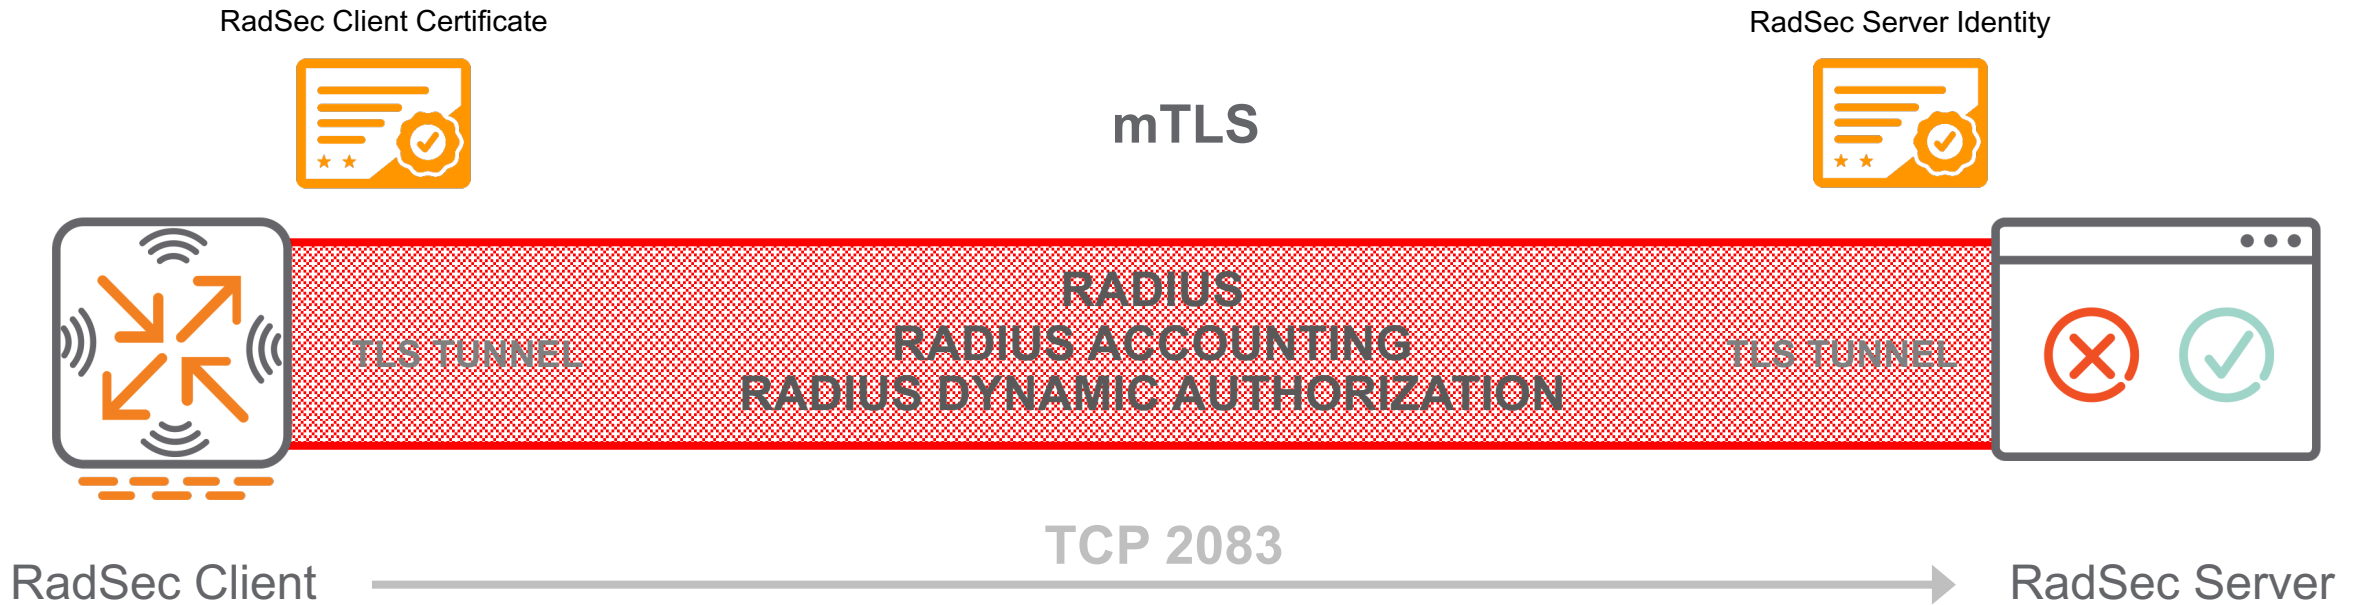 RadSec Client Certificate
RadSec Server Identity
mTLS
RADIUS
TLS TUNNEL
RADIUS ACCOUNTING
TLS TUNNEL
RADIUS DYNAMIC AUTHORIZATION
TCP 2083
RadSec Client
RadSec Server